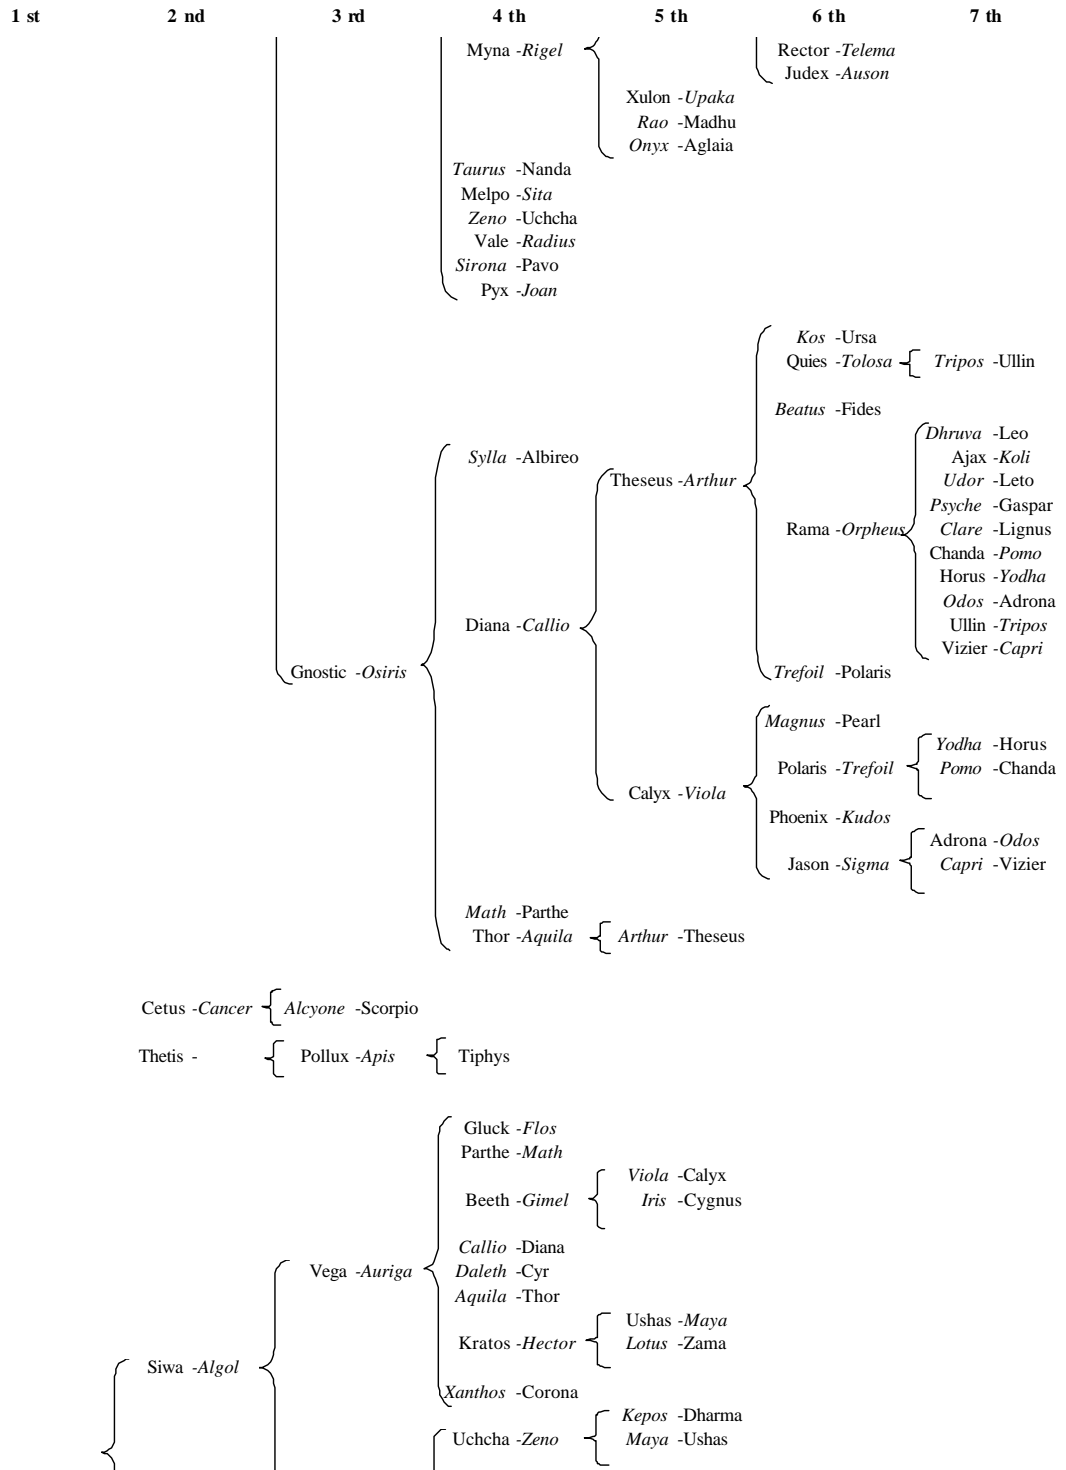 1 st 2 nd 3 rd 4 th 5 th 6 th 7 th
Myna -Rigel Rector -Telema
Judex -Auson
Xulon -Upaka
Rao -Madhu
Onyx -Aglaia
Taurus -Nanda
Melpo -Sita
Zeno -Uchcha
Vale -Radius
Sirona -Pavo
Pyx -Joan
Kos -Ursa
Quies -Tolosa Tripos -Ullin
Beatus -Fides
Dhruva -Leo
Sylla -Albireo Ajax -Koli
Theseus -Arthur Udor -Leto
Psyche -Gaspar
Rama -Orpheus Clare -Lignus
Chanda -Pomo
Horus -Yodha
Odos -Adrona
Diana -Callio Ullin -Tripos
Vizier -Capri
Gnostic -Osiris Trefoil -Polaris
Magnus -Pearl
Yodha -Horus
Polaris -Trefoil Pomo -Chanda
Calyx -Viola
Phoenix -Kudos
Adrona -Odos
Jason -Sigma Capri -Vizier
Math -Parthe
Thor -Aquila Arthur -Theseus
Cetus -Cancer Alcyone -Scorpio
Thetis - Pollux -Apis Tiphys
Gluck -Flos
Parthe -Math
Viola -Calyx
Beeth -Gimel Iris -Cygnus
Callio -Diana
Vega -Auriga Daleth -Cyr
Aquila -Thor
Ushas -Maya
Kratos -Hector Lotus -Zama
Siwa -Algol
Xanthos -Corona
Kepos -Dharma
Uchcha -Zeno Maya -Ushas